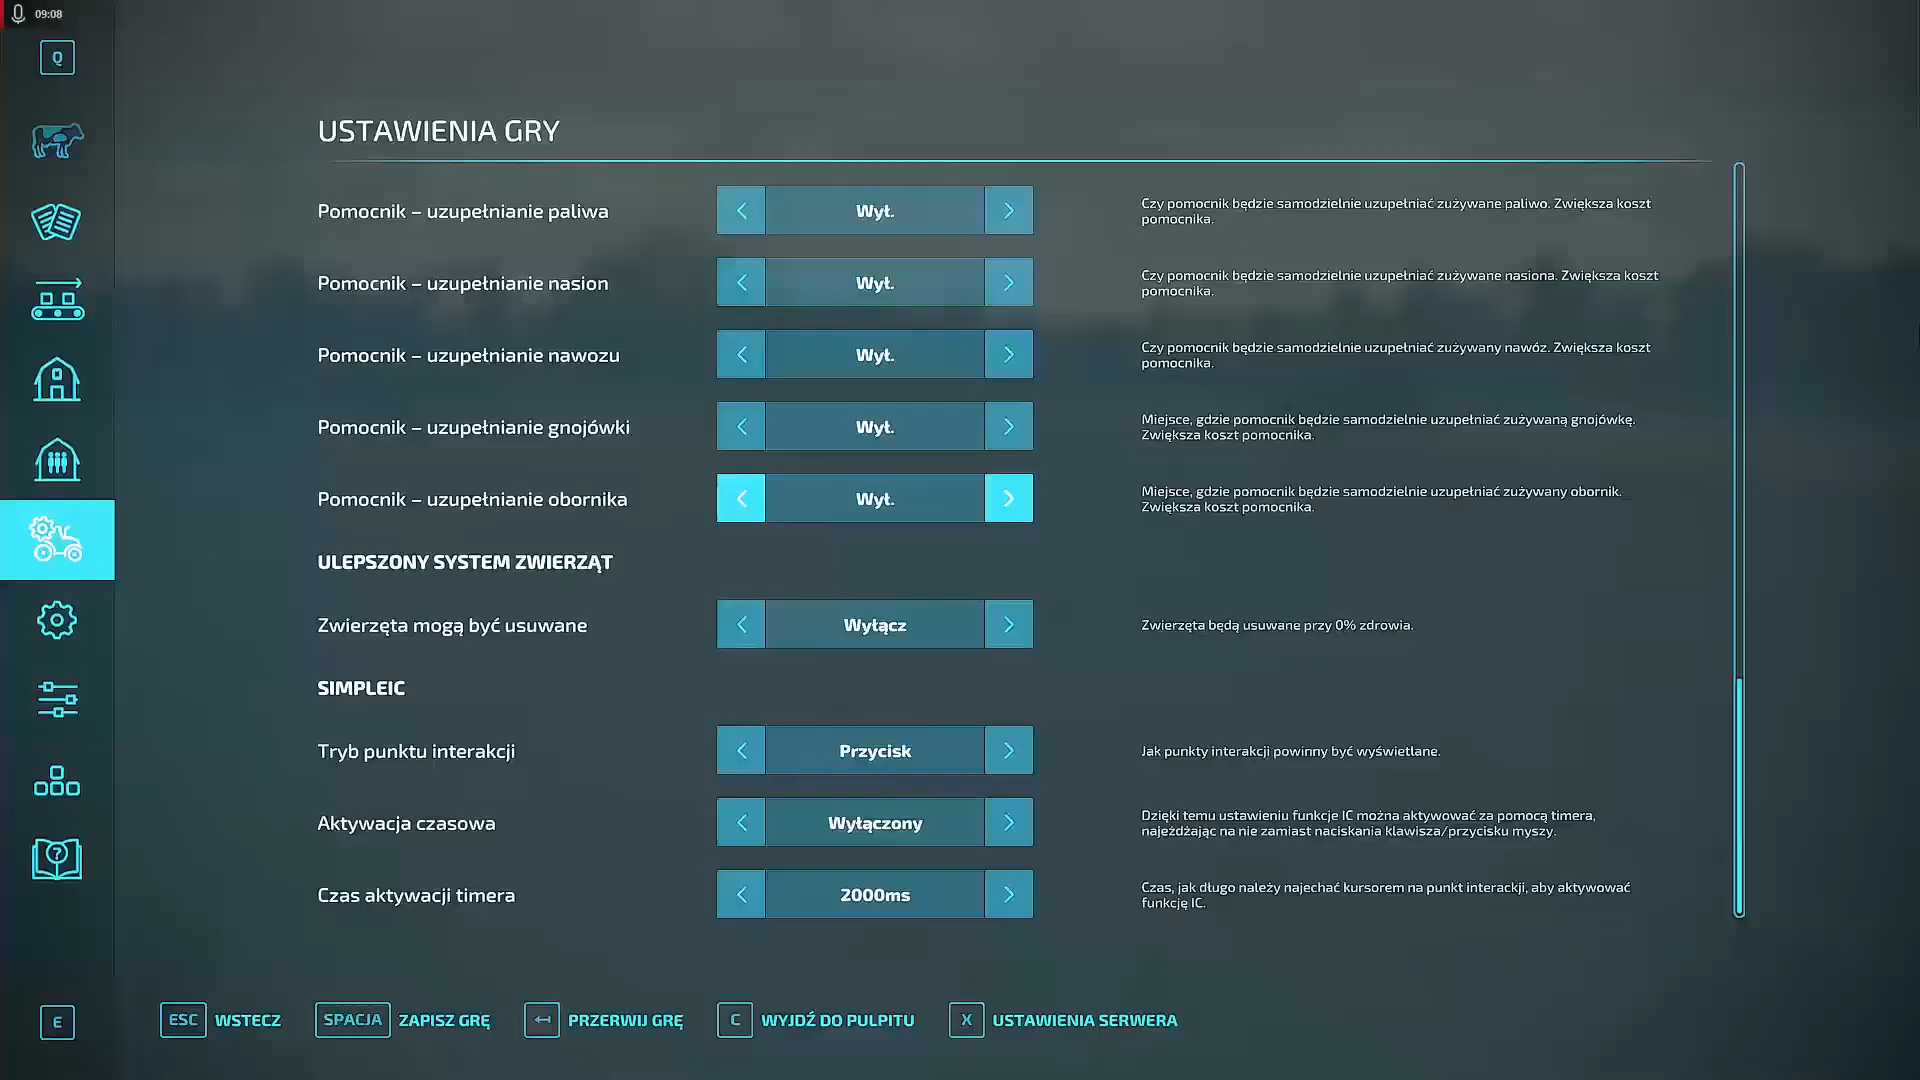 09:08
Q
USTAWIENIA GRY
Pomocnik – uzupełnianie paliwa
Wył.
Czy pomocnik będzie samodzielnie uzupełniać zużywane paliwo. Zwiększa koszt
pomocnika.
Pomocnik – uzupełnianie nasion
Wył.
Czy pomocnik będzie samodzielnie uzupełniać zużywane nasiona. Zwiększa koszt
pomocnika.
Pomocnik – uzupełnianie nawozu
Wył.
Czy pomocnik będzie samodzielnie uzupełniać zużywany nawóz. Zwiększa koszt
pomocnika.
Pomocnik – uzupełnianie gnojówki
Wył.
Miejsce, gdzie pomocnik będzie samodzielnie uzupełniać zużywaną gnojówkę.
Zwiększa koszt pomocnika.
Pomocnik – uzupełnianie obornika
Wył.
Miejsce, gdzie pomocnik będzie samodzielnie uzupełniać zużywany obornik.
Zwiększa koszt pomocnika.
ULEPSZONY SYSTEM ZWIERZĄT
Zwierzęta mogą być usuwane
Wyłącz
Zwierzęta będą usuwane przy 0% zdrowia.
SIMPLEIC
Tryb punktu interakcji
Przycisk
Jak punkty interakcji powinny być wyświetlane.
Aktywacja czasowa
Wyłączony
Dzięki temu ustawieniu funkcje IC można aktywować za pomocą timera,
najeżdżając na nie zamiast naciskania klawisza/przycisku myszy.
Czas aktywacji timera
2000ms
Czas, jak długo należy najechać kursorem na punkt interackji, aby aktywować
funkcję IC.
E
ESC WSTECZ
SPACJA ZAPISZ GRĘ
PRZERWIJ GRĘ
C WYJDŹ DO PULPITU
X USTAWIENIA SERWERA